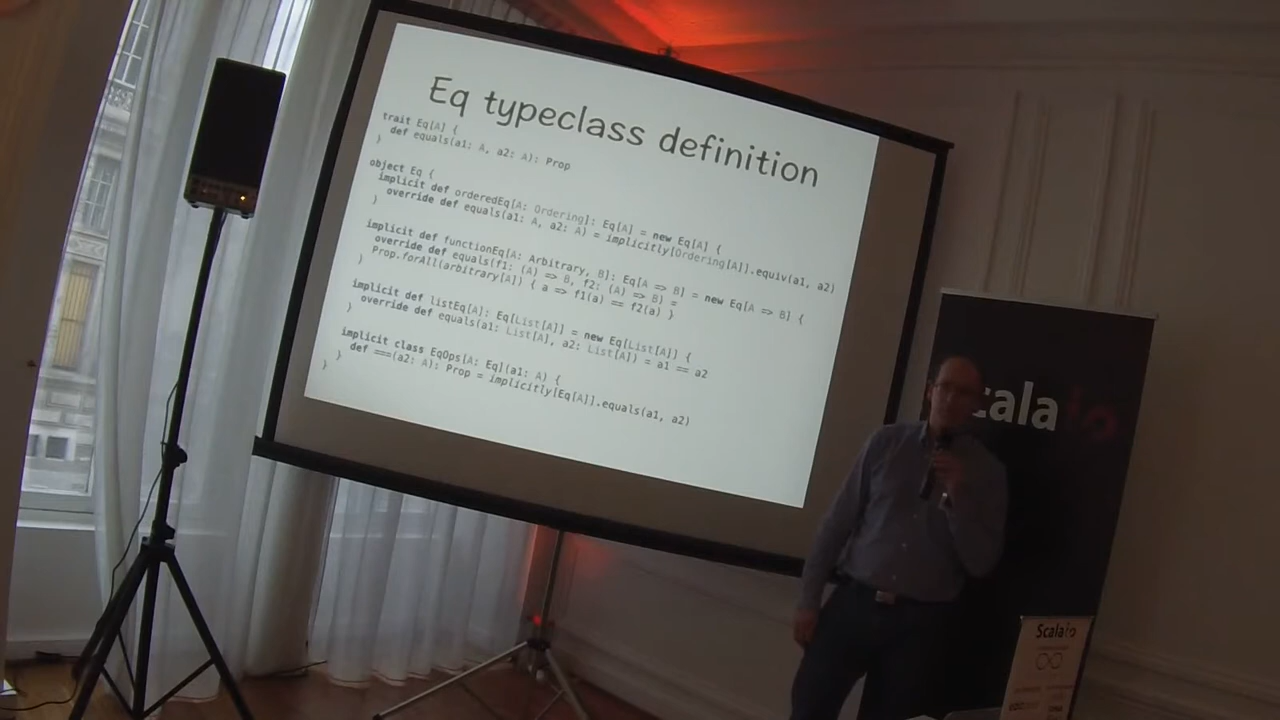 Eq typeclass definition
trait Eq[A] {
def equals(a1: A, a2: A): Prop
}
object Eq {
implicit def orderedEq[A: Ordering]: Eq[A] = new Eq[A] {
override def equals(a1: A, a2: A) = implicitly[Ordering[A]].equiv(a1, a2)
}
implicit def functionEq[A: Arbitrary, B]: Eq[A => B] = new Eq[A => B] {
override def equals(f1: (A) => B, f2: (A) => B) =
Prop.forAll(arbitrary[A]) { a => f1(a) == f2(a) }
}
implicit def listEq[A]: Eq[List[A]] = new Eq[List[A]] {
override def equals(a1: List[A], a2: List[A]) = a1 == a2
}
implicit class EqOps[A: Eq](a1: A) {
def ===(a2: A): Prop = implicitly[Eq[A]].equals(a1, a2)
}
}
scala io
Scala io